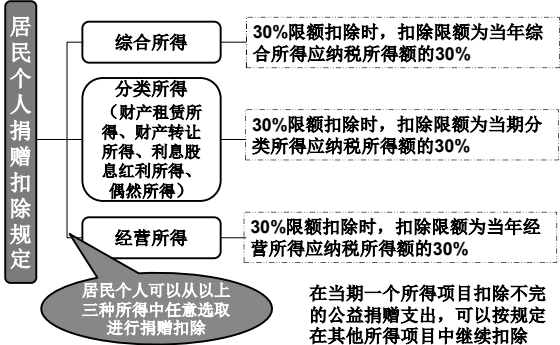 居民个人捐赠扣除规定
综合所得
30%限额扣除时，扣除限额为当年综
合所得应纳税所得额的30%
分类所得
（财产租赁所
得、财产转让
所得、利息股
息红利所得、
偶然所得）
30%限额扣除时，扣除限额为当期分
类所得应纳税所得额的30%
经营所得
30%限额扣除时，扣除限额为当年经
营所得应纳税所得额的30%
居民个人可以从以上
三种所得中任意选取
进行捐赠扣除
在当期一个所得项目扣除不完
的公益捐赠支出，可以按规定
在其他所得项目中继续扣除